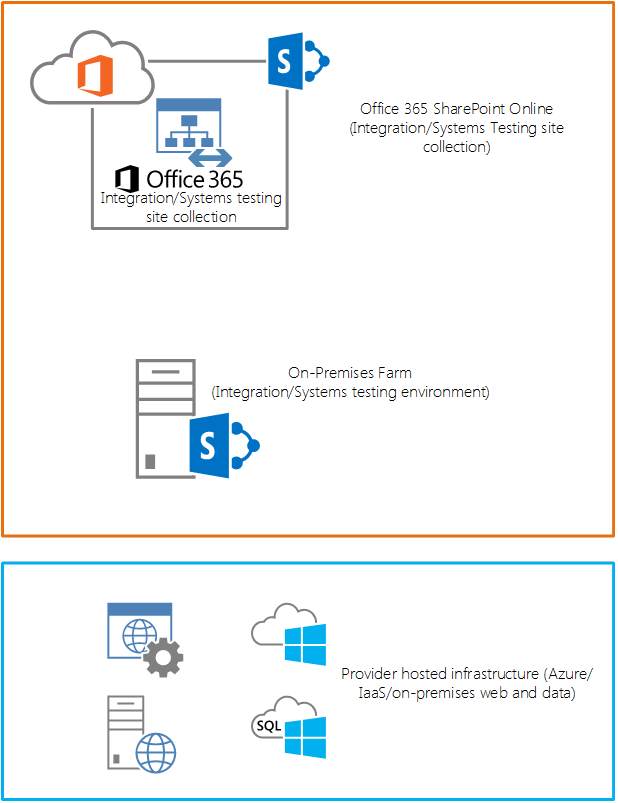 S
Office 365 SharePoint Online
(Integration/Systems Testing site
collection)
Office 365
Integration/Systems testing
site collection
On-Premises Farm
(Integration/Systems testing environment)
S
Provider hosted infrastructure (Azure/
IaaS/on-premises web and data)
SQL